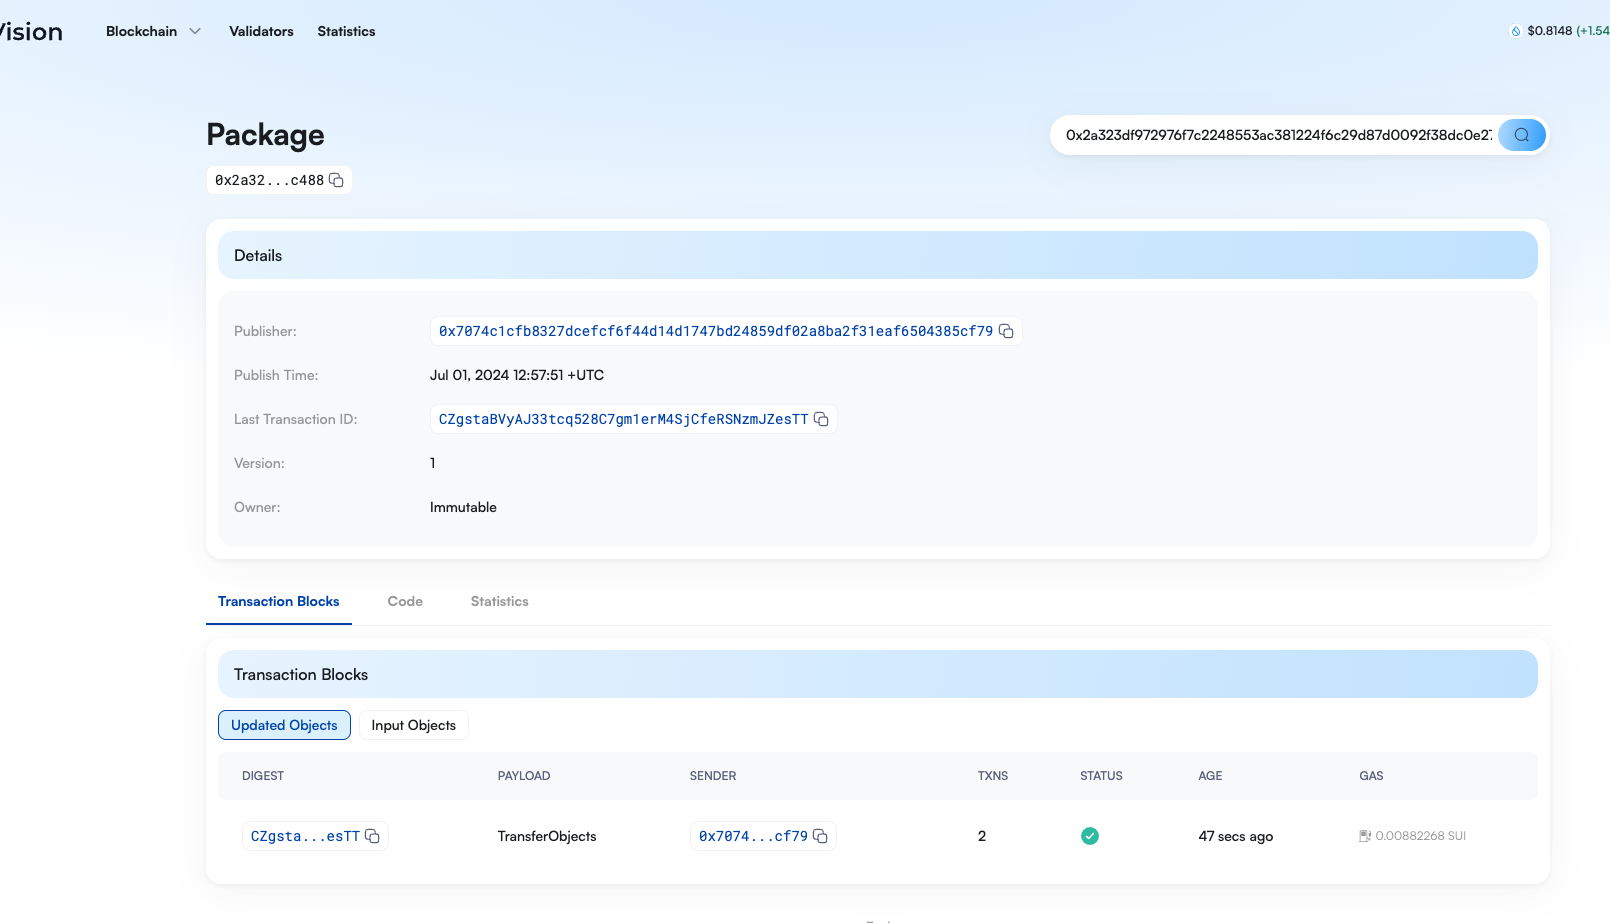 Vision
Blockchain Validators Statistics
$0.8148 (+1.54
Package
0x2a323df972976f7c2248553ac381224f6c29d87d0092f38dc0e27
0x2a32...c488
Details
Publisher: 0x7074c1cfb8327dcefcf6f44d14d1747bd24859df02a8ba2f31eaf6504385cf79
Publish Time: Jul 01, 2024 12:57:51 +UTC
Last Transaction ID: CZgstaBVyAJ33tcq528C7gm1erM4SjCfeRSNzmJZesTT
Version: 1
Owner: Immutable
Transaction Blocks Code Statistics
Transaction Blocks
Updated Objects Input Objects
DIGEST PAYLOAD SENDER TXNS STATUS AGE GAS
CZgsta...esTT TransferObjects 0x7074...cf79 2 47 secs ago 0.00882268 SUI